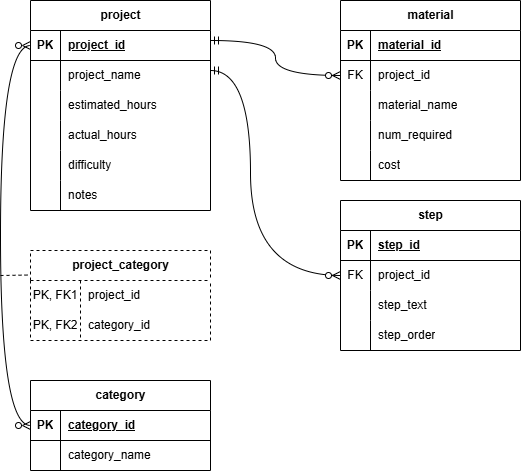 project
PK project_id
project_name
estimated_hours
actual_hours
difficulty
notes
material
PK material_id
FK project_id
material_name
num_required
cost
step
PK step_id
FK project_id
step_text
step_order
project_category
PK, FK1 project_id
PK, FK2 category_id
category
PK category_id
category_name